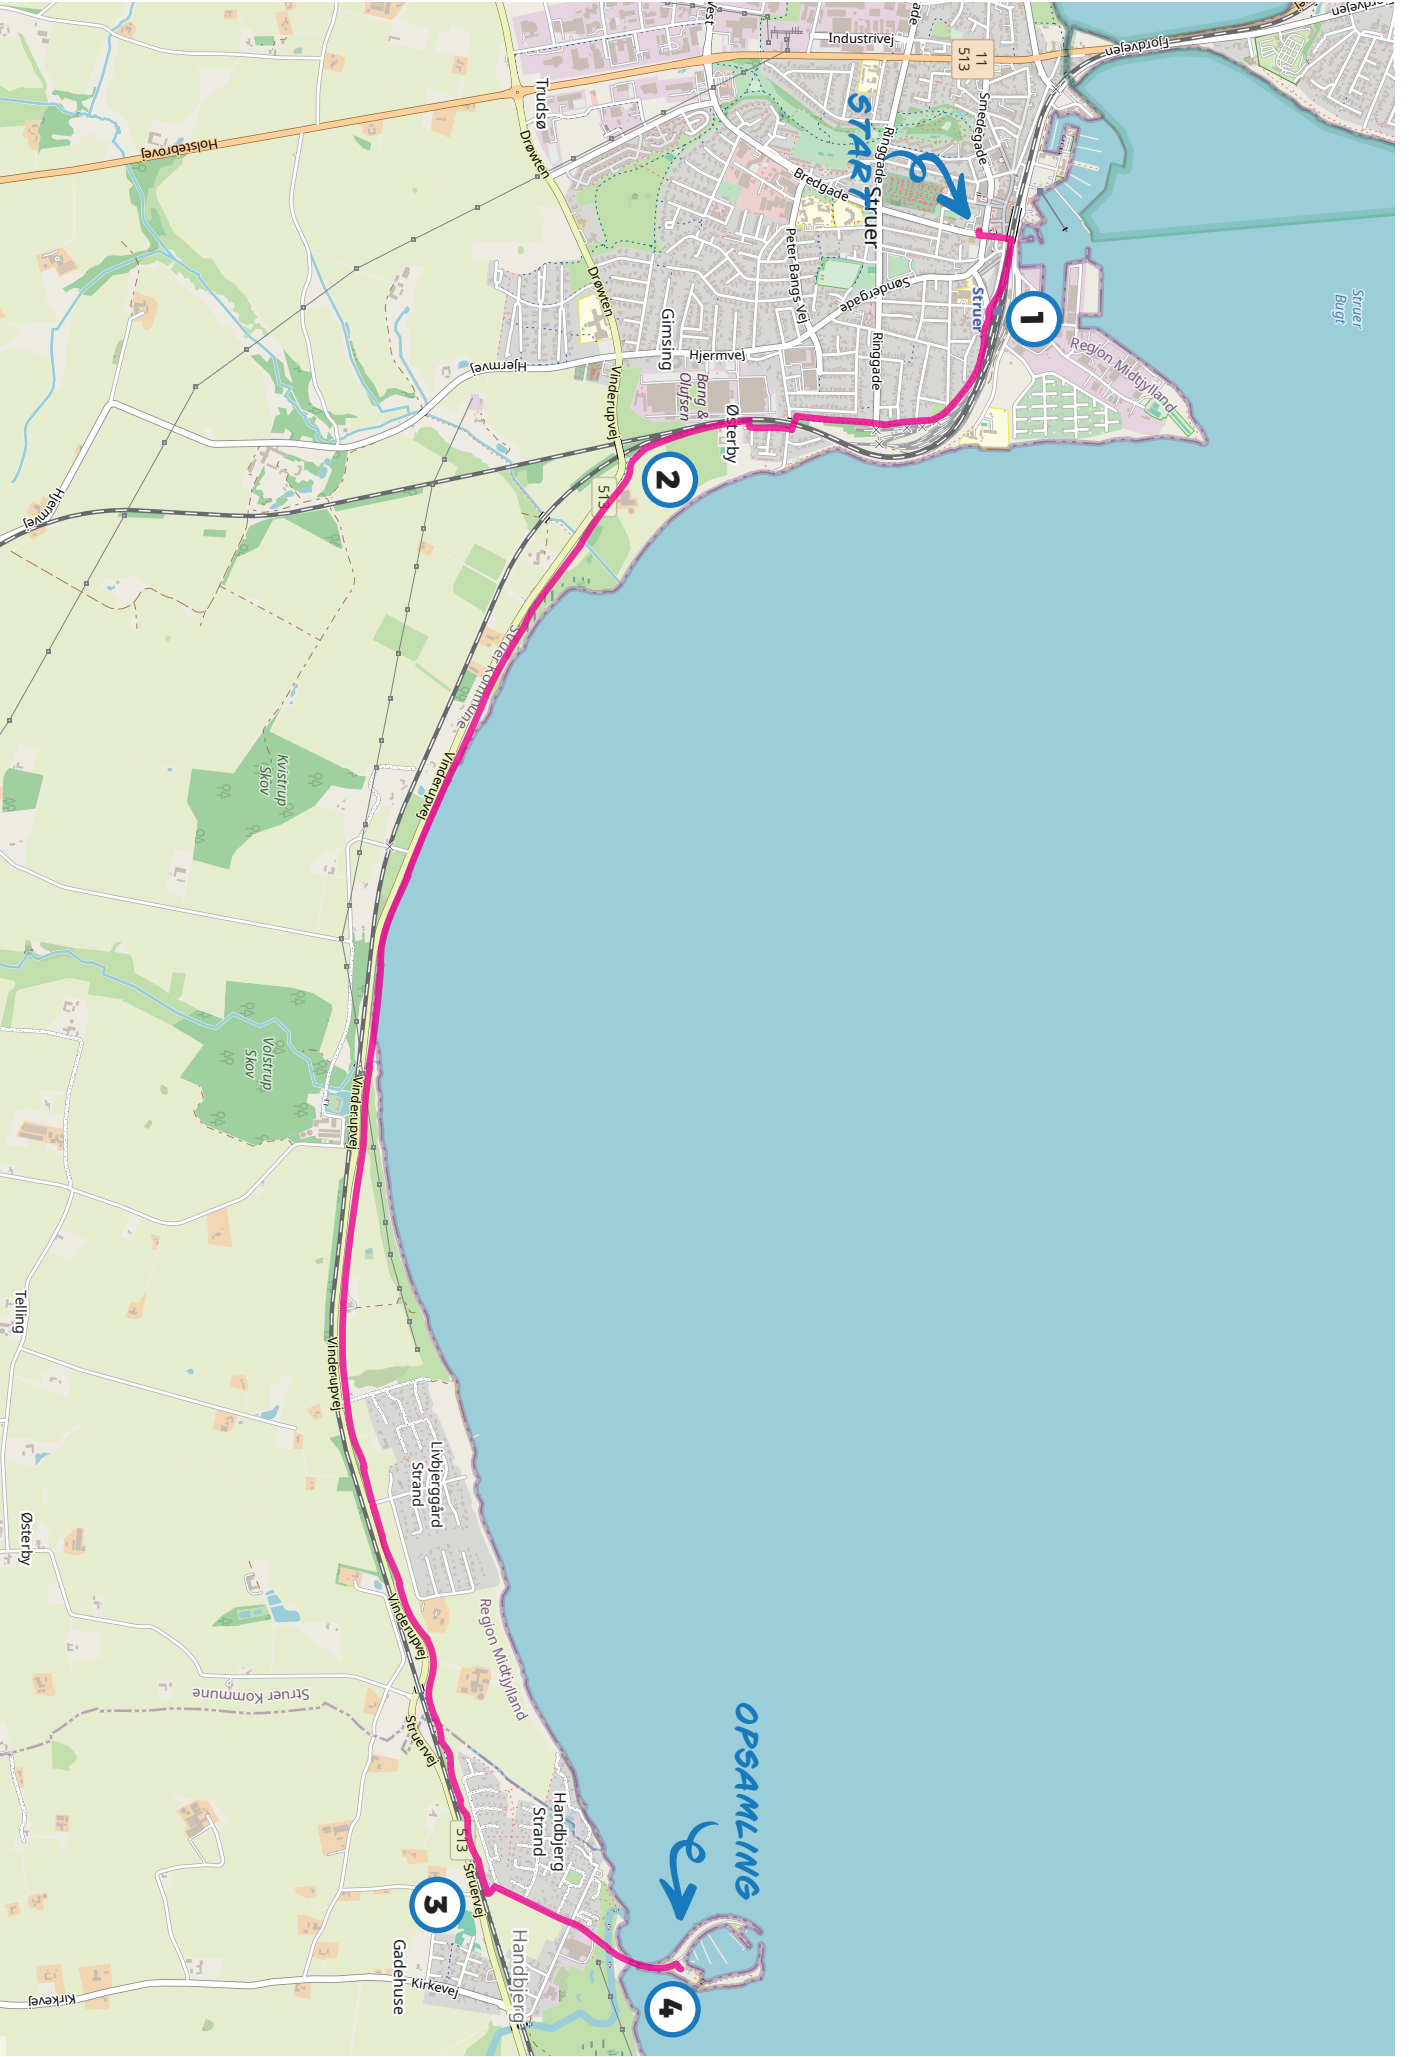 Fjordvejen
Fjordvejen
Industrivej
11
513
Smedegade
START
Ringgade
Struer
Bredgade
Peter Bangs Vej
Søndergade
Ringgade
Struer
1
Struer
Bugt
Region Midtjylland
Trudsø
Drøwten
Holstebrovej
Drøwten
Gimsing
Hjermvej
Hjermvej
Vinderupvej
Bang &
Olufsen
Østerby
2
513
Hjermvej
Struer Kommune
Vinderupvej
Kvistrup
Skov
Volstrup
Skov
Vinderupvej
Telling
Vinderupvej
Livbjerggård
Strand
Østerby
Vinderupvej
Region Midtjylland
Struer Kommune
Struervej
OPSAMLING
Handbjerg
Strand
513
Struervej
3
Handbjerg
Gadehuse
Kirkevej
Kirkevej
4